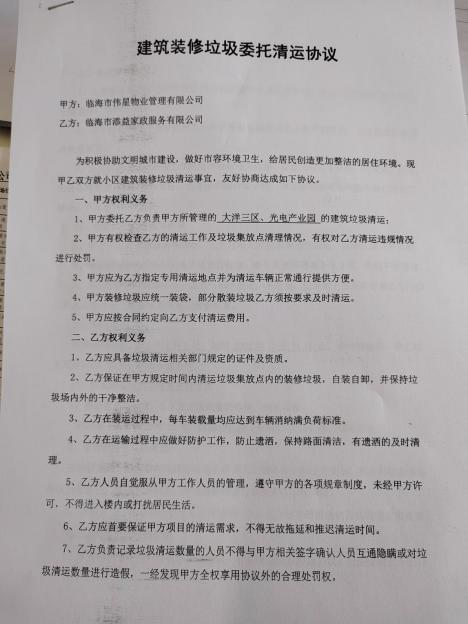 建筑装修垃圾委托清运协议
甲方：临海市伟星物业管理有限公司
乙方：临海市添益家政服务有限公司
为积极协助文明城市建设，做好市容环境卫生，给居民创造更加整洁的居住环境、现
甲乙双方就小区建筑装修垃圾清运事宜，友好协商达成如下协议。
一、甲方权利义务
1、甲方委托乙方负责甲方所管理的 大洋三区、光电产业园 的建筑垃圾清运；
2、甲方有权检查乙方的清运工作及垃圾集放点清理情况，有权对乙方清运违规情况
进行处罚。
3、甲方应为乙方指定专用清运地点并为清运车辆正常通行提供方便。
4、甲方装修垃圾应统一装袋，部分散装垃圾乙方须按要求及时清运。
5、甲方应按合同约定向乙方支付清运费用。
二、乙方权利义务
1、乙方应具备垃圾清运相关部门规定的证件及资质。
2、乙方保证在甲方规定时间内清运垃圾集放点内的装修垃圾，自装自卸，并保持垃
圾场内外的干净整洁。
3、乙方在装运过程中，每车装载量均应达到车辆消纳满负荷标准。
4、乙方在运输过程中应做好防护工作，防止遗洒，保持路面清洁，有遗洒的及时清
理。
5、乙方人员自觉服从甲方工作人员的管理，遵守甲方的各项规章制度，未经甲方许
可，不得进入楼内或打扰居民生活。
6、乙方应首要保证甲方项目的清运需求，不得无故拖延和推迟清运时间。
7、乙方负责记录垃圾清运数量的人员不得与甲方相关签字确认人员互通隐瞒或对垃
圾清运数量进行造假，一经发现甲方全权享用协议外的合理处罚权。